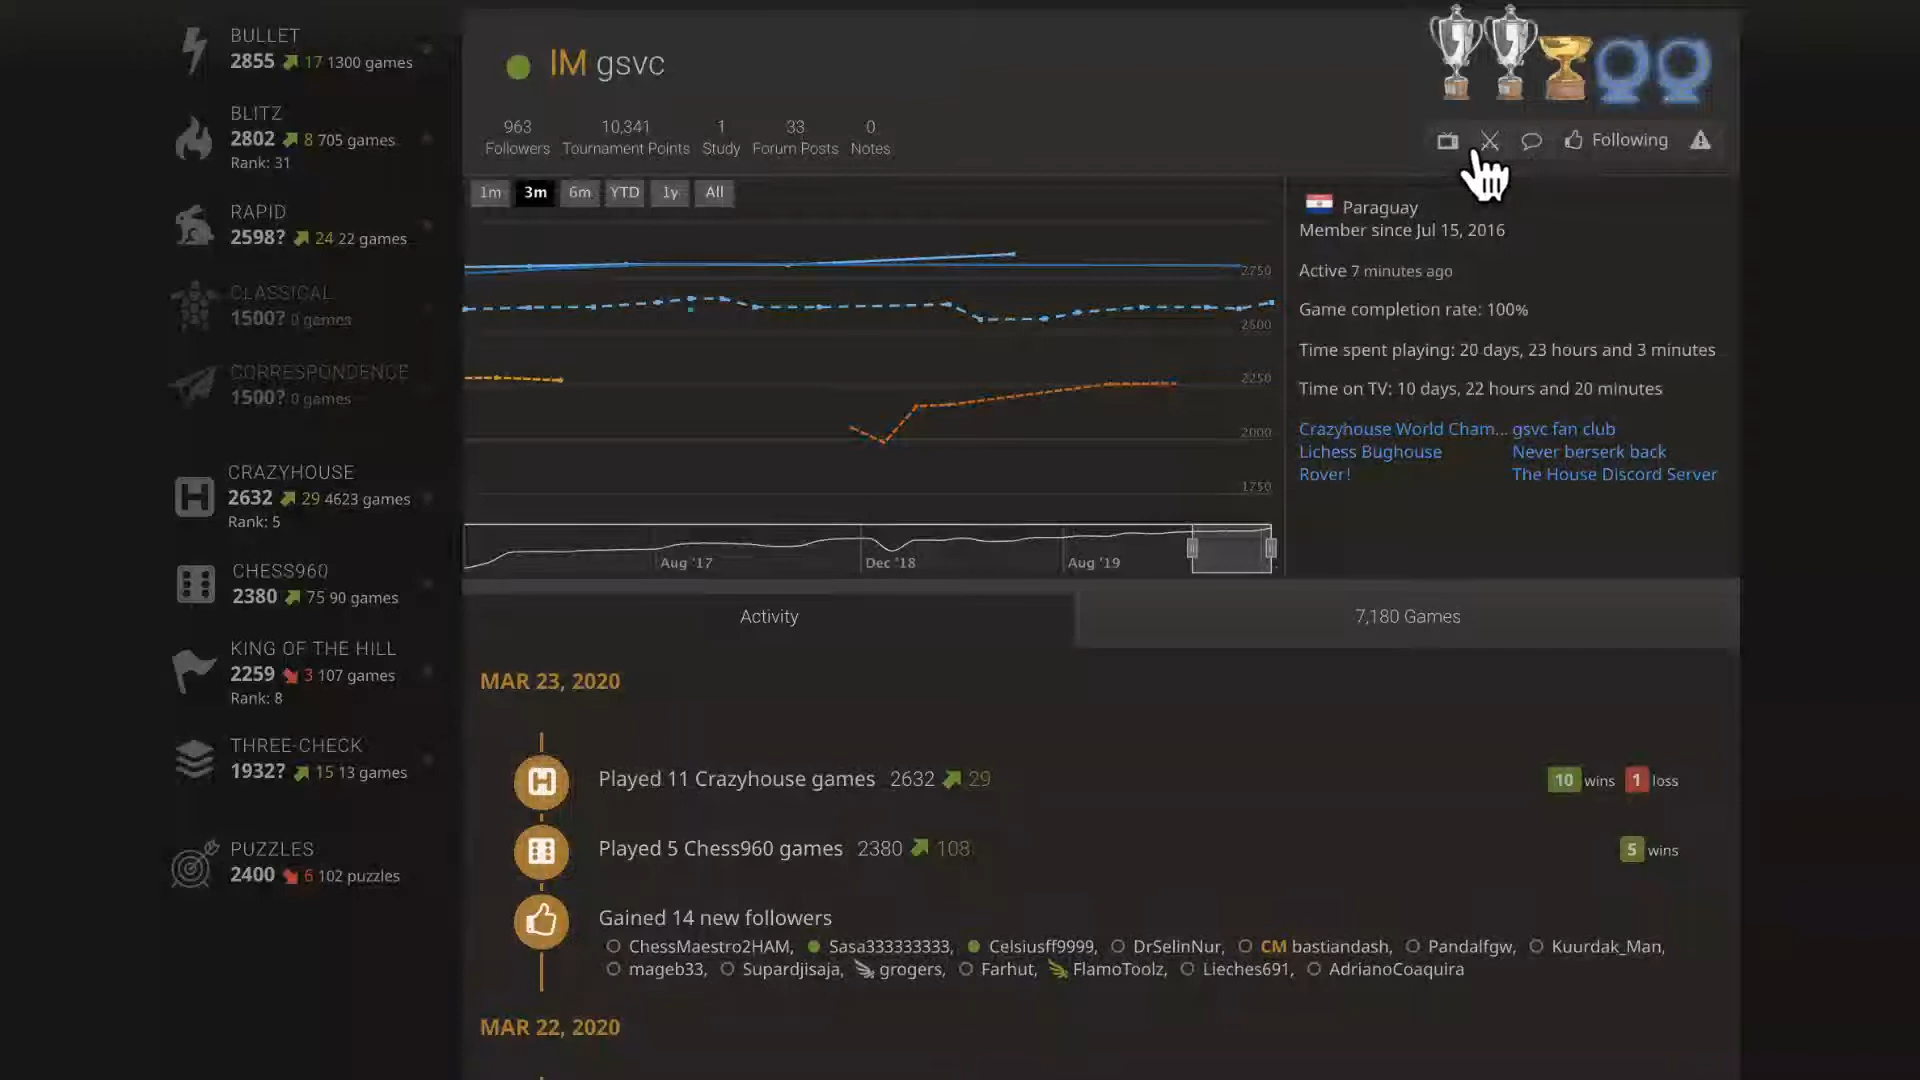 BULLET
2855 17 1300 games
BLITZ
2802 8 705 games
Rank: 31
RAPID
2598? 24 22 games
CLASSICAL
1500? 0 games
CORRESPONDENCE
1500? 0 games
CRAZYHOUSE
2632 29 4623 games
Rank: 5
CHESS960
2380 75 90 games
KING OF THE HILL
2259 3 107 games
Rank: 8
THREE-CHECK
1932? 15 13 games
PUZZLES
2400 6 102 puzzles
IM gsvc
963 10,341 1 33 0
Followers Tournament Points Study Forum Posts Notes
Following
1m 3m 6m YTD 1y All
2750
2500
2250
2000
1750
Aug '17 Dec '18 Aug '19
Paraguay
Member since Jul 15, 2016
Active 7 minutes ago
Game completion rate: 100%
Time spent playing: 20 days, 23 hours and 3 minutes
Time on TV: 10 days, 22 hours and 20 minutes
Crazyhouse World Cham... gsvc fan club
Lichess Bughouse Never berserk back
Rover! The House Discord Server
Activity 7,180 Games
MAR 23, 2020
Played 11 Crazyhouse games 2632 29 10 wins 1 loss
Played 5 Chess960 games 2380 108 5 wins
Gained 14 new followers
ChessMaestro2HAM, Sasa333333333, Celsiusff9999, DrSelinNur, CM bastiandash, Pandalfgw, Kuurdak_Man,
mageb33, Supardjisaja, grogers, Farhut, FlamoToolz, Lieches691, AdrianoCoaquira
MAR 22, 2020